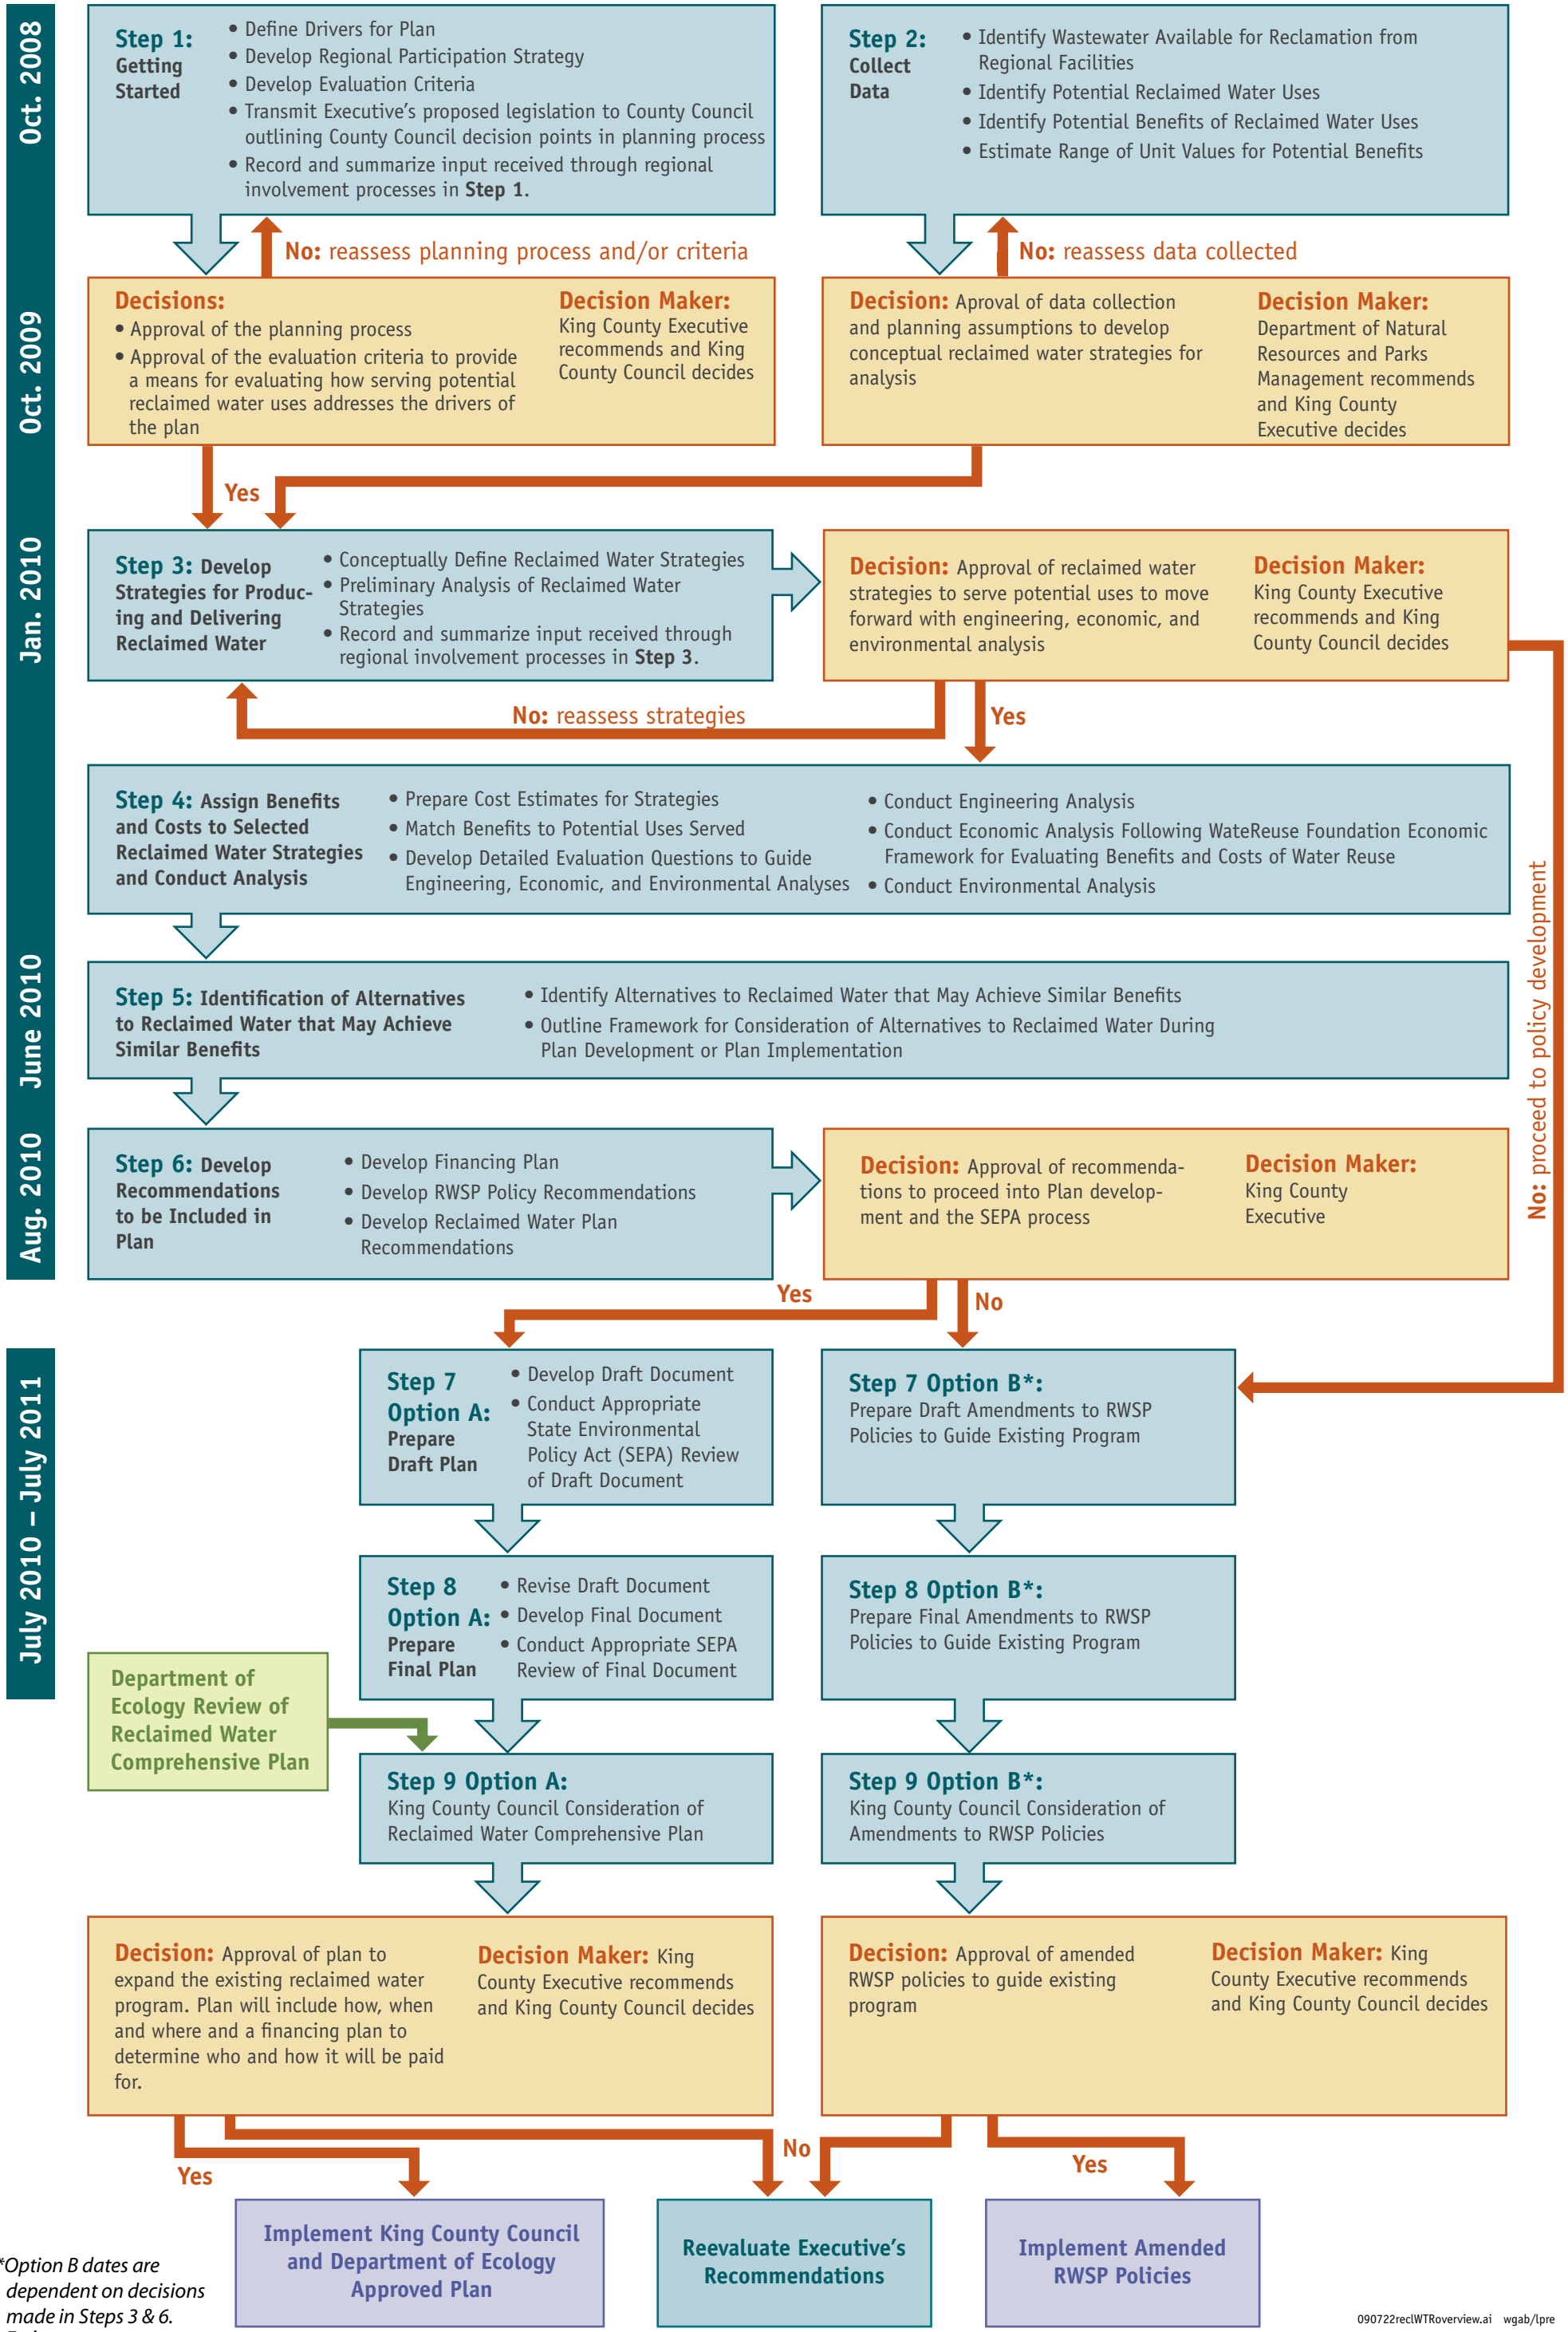 Oct. 2008
Step 1:
Getting
Started
• Define Drivers for Plan
• Develop Regional Participation Strategy
• Develop Evaluation Criteria
• Transmit Executive’s proposed legislation to County Council
outlining County Council decision points in planning process
• Record and summarize input received through regional
involvement processes in Step 1.
Step 2:
Collect
Data
• Identify Wastewater Available for Reclamation from
Regional Facilities
• Identify Potential Reclaimed Water Uses
• Identify Potential Benefits of Reclaimed Water Uses
• Estimate Range of Unit Values for Potential Benefits
No: reassess planning process and/or criteria
No: reassess data collected
Oct. 2009
Decisions:
• Approval of the planning process
• Approval of the evaluation criteria to provide
a means for evaluating how serving potential
reclaimed water uses addresses the drivers of
the plan
Decision Maker:
King County Executive
recommends and King
County Council decides
Decision: Aproval of data collection
and planning assumptions to develop
conceptual reclaimed water strategies for
analysis
Decision Maker:
Department of Natural
Resources and Parks
Management recommends
and King County
Executive decides
Yes
Jan. 2010
Step 3: Develop
Strategies for Produc-
ing and Delivering
Reclaimed Water
• Conceptually Define Reclaimed Water Strategies
• Preliminary Analysis of Reclaimed Water
Strategies
• Record and summarize input received through
regional involvement processes in Step 3.
Decision: Approval of reclaimed water
strategies to serve potential uses to move
forward with engineering, economic, and
environmental analysis
Decision Maker:
King County Executive
recommends and King
County Council decides
No: reassess strategies
Yes
No: proceed to policy development
Step 4: Assign Benefits
and Costs to Selected
Reclaimed Water Strategies
and Conduct Analysis
• Prepare Cost Estimates for Strategies
• Match Benefits to Potential Uses Served
• Develop Detailed Evaluation Questions to Guide
Engineering, Economic, and Environmental Analyses
• Conduct Engineering Analysis
• Conduct Economic Analysis Following WateReuse Foundation Economic
Framework for Evaluating Benefits and Costs of Water Reuse
• Conduct Environmental Analysis
June 2010
Step 5: Identification of Alternatives
to Reclaimed Water that May Achieve
Similar Benefits
• Identify Alternatives to Reclaimed Water that May Achieve Similar Benefits
• Outline Framework for Consideration of Alternatives to Reclaimed Water During
Plan Development or Plan Implementation
Aug. 2010
Step 6: Develop
Recommendations
to be Included in
Plan
• Develop Financing Plan
• Develop RWSP Policy Recommendations
• Develop Reclaimed Water Plan
Recommendations
Decision: Approval of recommenda-
tions to proceed into Plan develop-
ment and the SEPA process
Decision Maker:
King County
Executive
Yes
No
July 2010 – July 2011
Step 7
Option A:
Prepare
Draft Plan
• Develop Draft Document
• Conduct Appropriate
State Environmental
Policy Act (SEPA) Review
of Draft Document
Step 7 Option B*:
Prepare Draft Amendments to RWSP
Policies to Guide Existing Program
Step 8
Option A:
Prepare
Final Plan
• Revise Draft Document
• Develop Final Document
• Conduct Appropriate SEPA
Review of Final Document
Step 8 Option B*:
Prepare Final Amendments to RWSP
Policies to Guide Existing Program
Department of
Ecology Review of
Reclaimed Water
Comprehensive Plan
Step 9 Option A:
King County Council Consideration of
Reclaimed Water Comprehensive Plan
Step 9 Option B*:
King County Council Consideration of
Amendments to RWSP Policies
Decision: Approval of plan to
expand the existing reclaimed water
program. Plan will include how, when
and where and a financing plan to
determine who and how it will be paid
for.
Decision Maker: King
County Executive recommends
and King County Council decides
Decision: Approval of amended
RWSP policies to guide existing
program
Decision Maker: King
County Executive recommends
and King County Council decides
Yes
No
Yes
Implement King County Council
and Department of Ecology
Approved Plan
Reevaluate Executive’s
Recommendations
Implement Amended
RWSP Policies
*Option B dates are
dependent on decisions
made in Steps 3 & 6.
090722reclWTRoverview.ai wgab/lpre